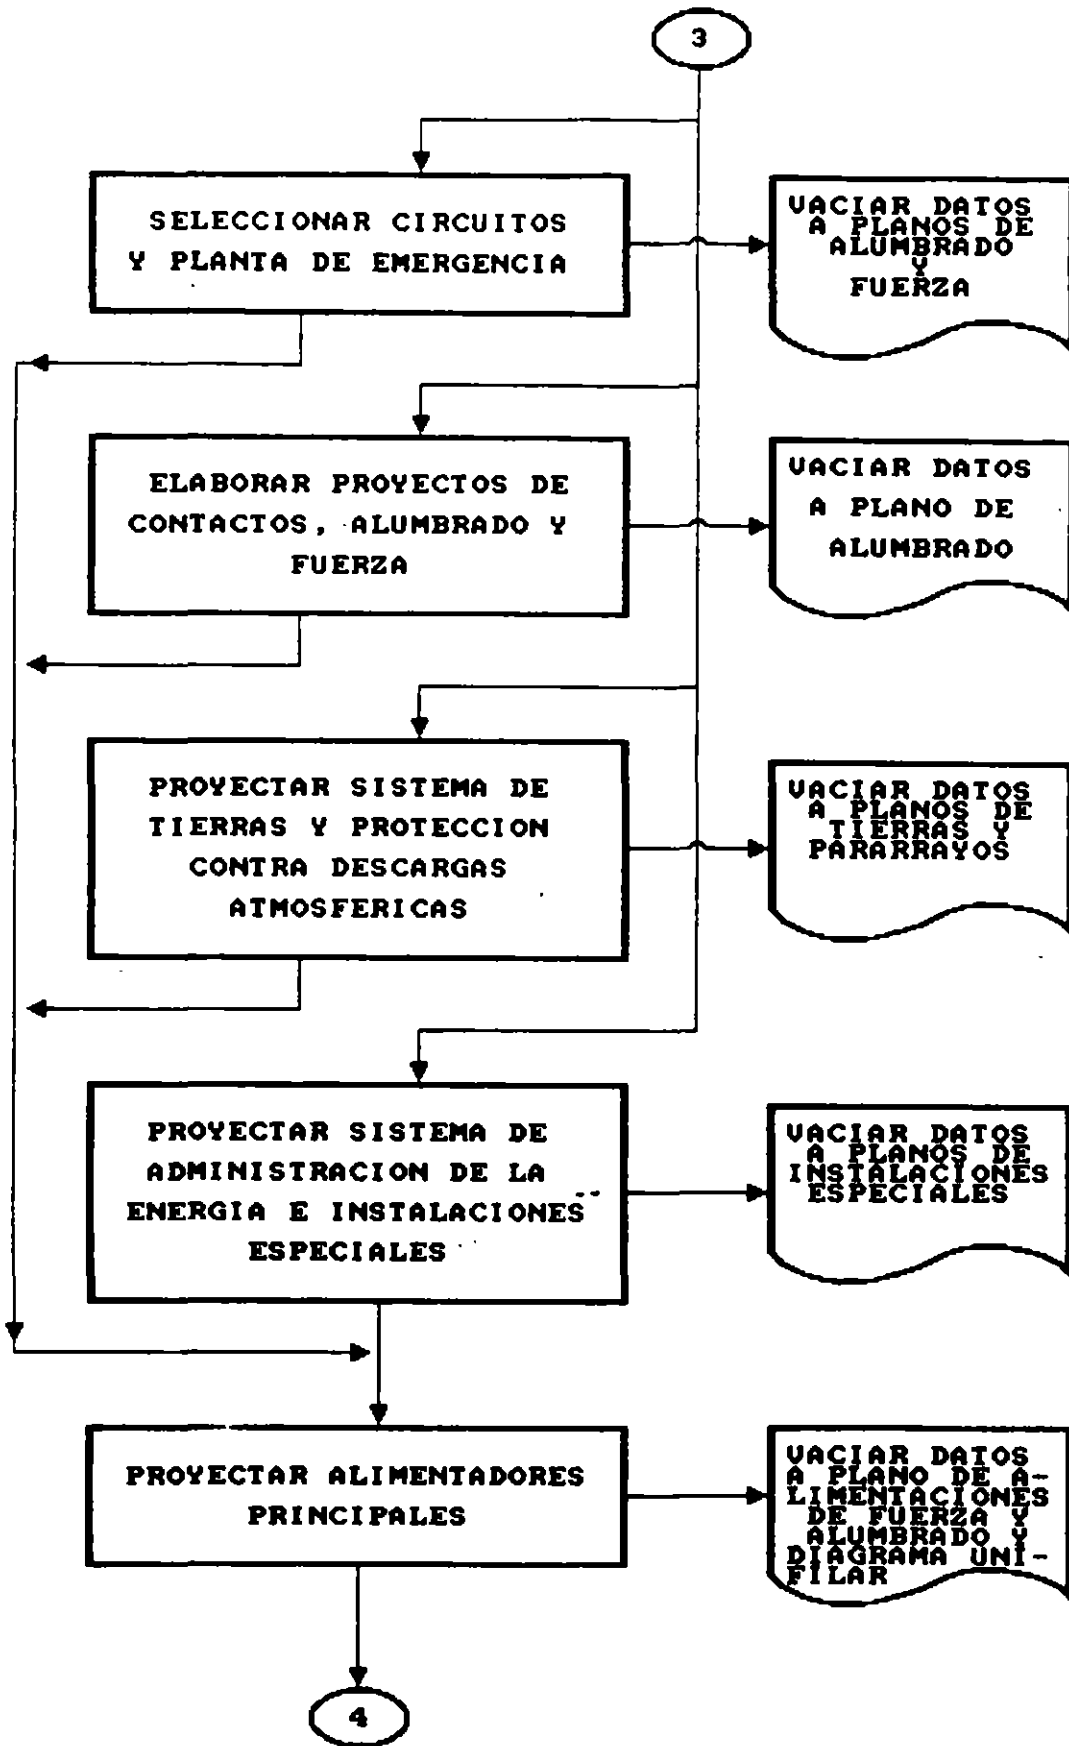 3
SELECCIONAR CIRCUITOS
Y PLANTA DE EMERGENCIA
VACIAR DATOS
A PLANOS DE
ALUMBRADO
Y
FUERZA
ELABORAR PROYECTOS DE
CONTACTOS, ALUMBRADO Y
FUERZA
VACIAR DATOS
A PLANO DE
ALUMBRADO
PROYECTAR SISTEMA DE
TIERRAS Y PROTECCION
CONTRA DESCARGAS
ATMOSFERICAS
VACIAR DATOS
A PLANOS DE
TIERRAS Y
PARARRAYOS
PROYECTAR SISTEMA DE
ADMINISTRACION DE LA
ENERGIA E INSTALACIONES
ESPECIALES
VACIAR DATOS
A PLANOS DE
INSTALACIONES
ESPECIALES
PROYECTAR ALIMENTADORES
PRINCIPALES
VACIAR DATOS
A PLANO DE A-
LIMENTACIONES
DE FUERZA Y
ALUMBRADO Y
DIAGRAMA UNI-
FILAR
4